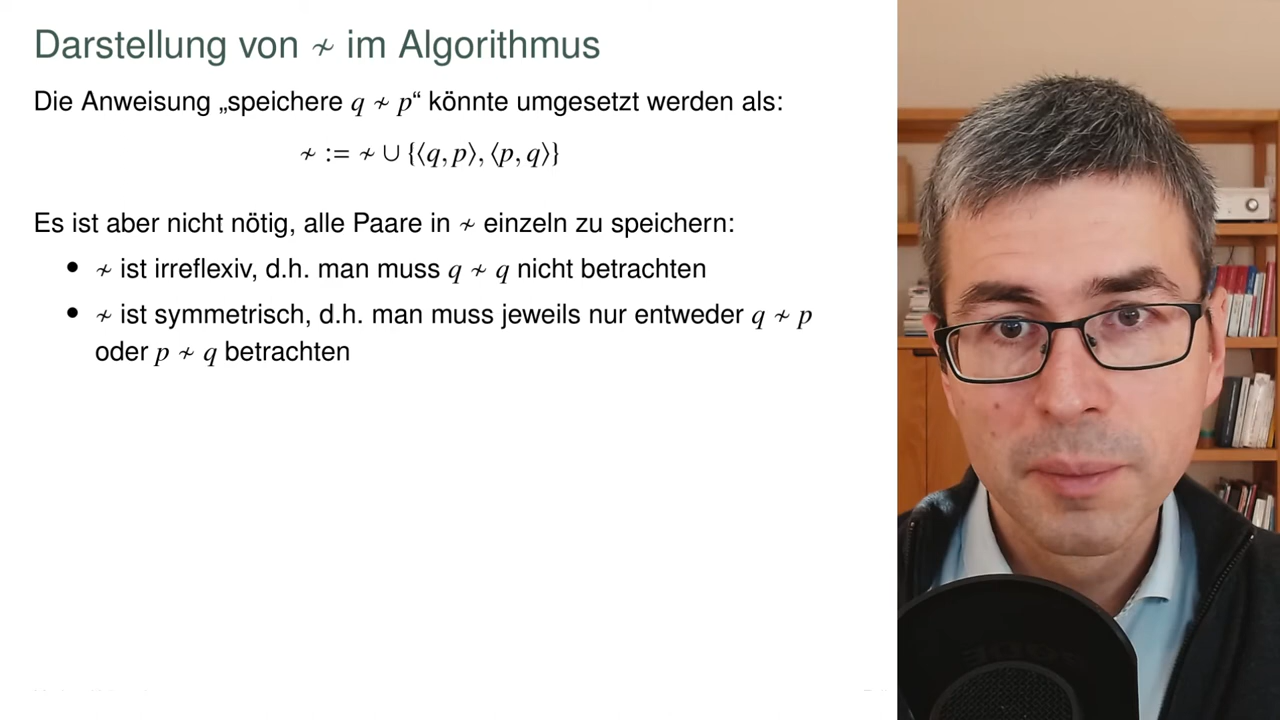 Darstellung von ≁ im Algorithmus
Die Anweisung „speichere q ≁ p“ könnte umgesetzt werden als:
≁ := ≁ ∪ {⟨q, p⟩, ⟨p, q⟩}
Es ist aber nicht nötig, alle Paare in ≁ einzeln zu speichern:
• ≁ ist irreflexiv, d.h. man muss q ≁ q nicht betrachten
• ≁ ist symmetrisch, d.h. man muss jeweils nur entweder q ≁ p
oder p ≁ q betrachten